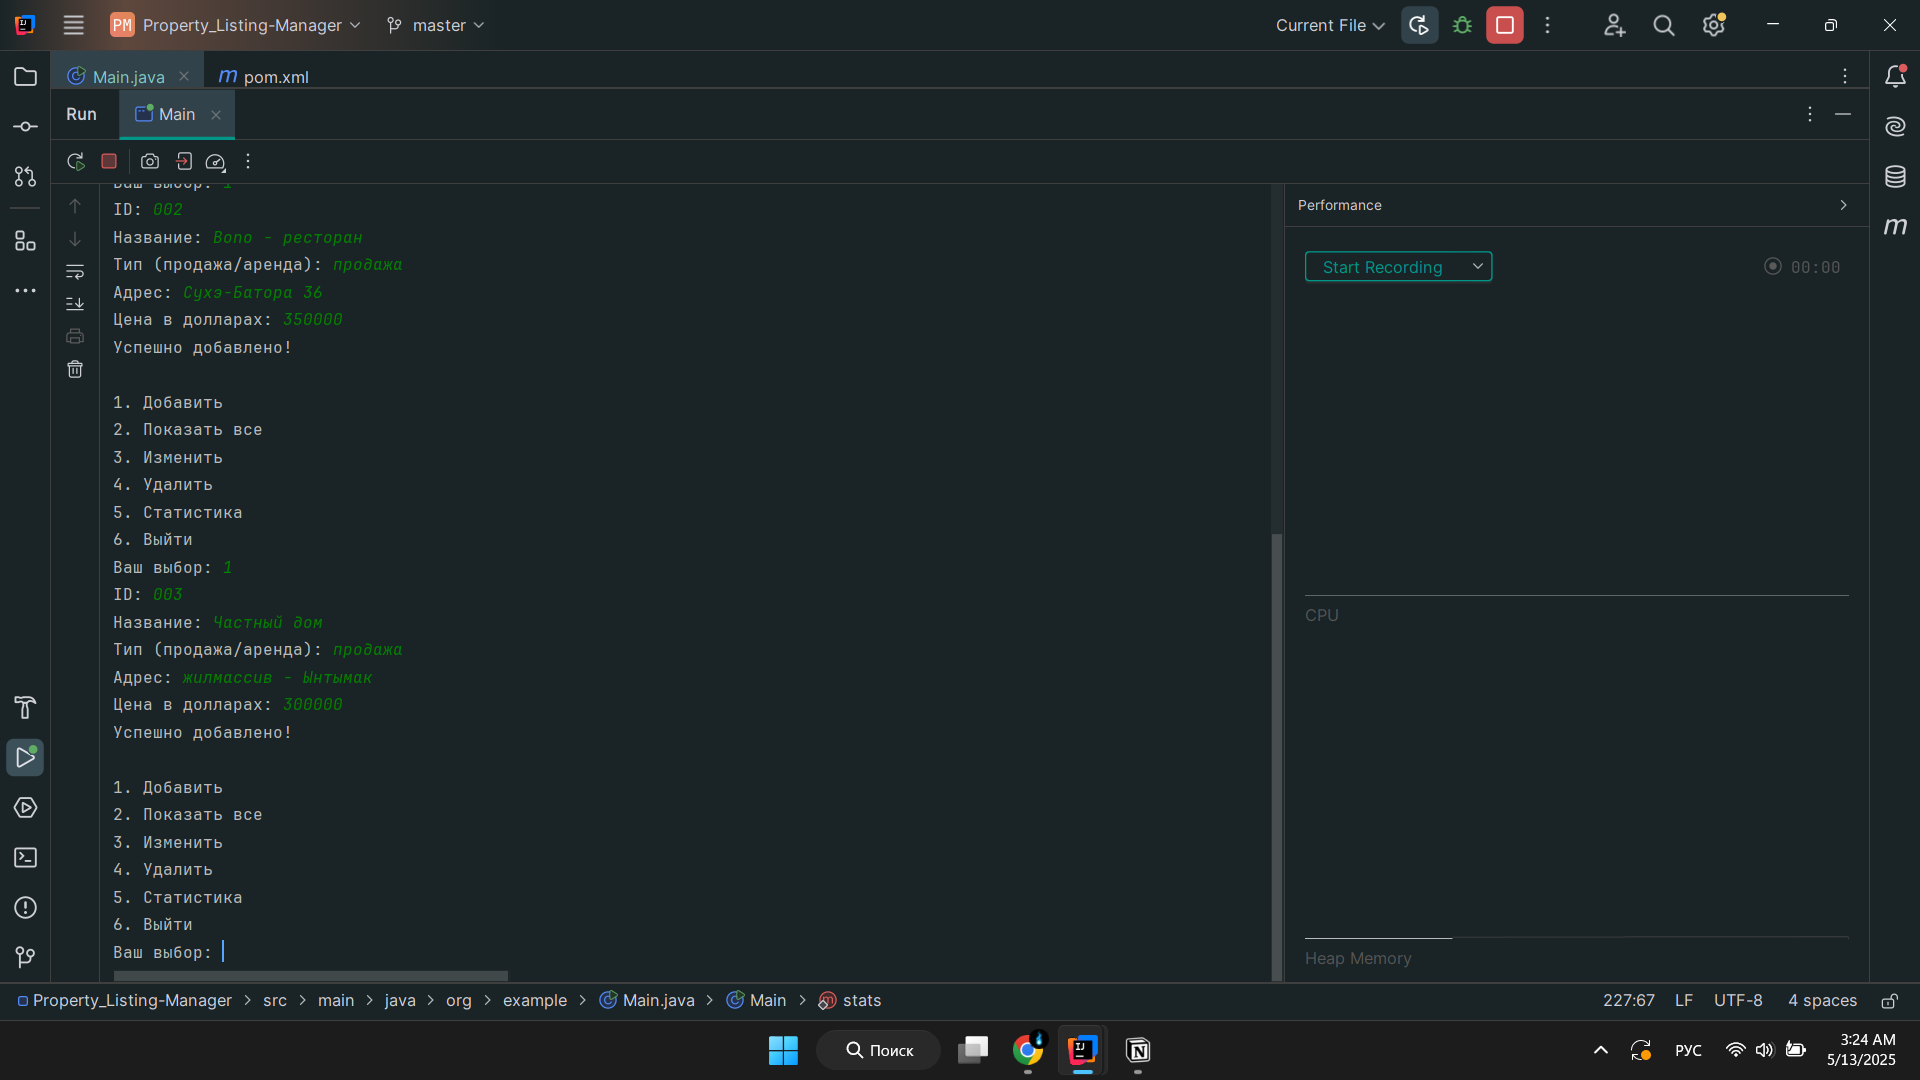 PM Property_Listing-Manager master Current File
Main.java pom.xml
Run Main
Ваш выбор: 1
ID: 002
Название: Bono - ресторан
Тип (продажа/аренда): продажа
Адрес: Сухэ-Батора 36
Цена в долларах: 350000
Успешно добавлено!
1. Добавить
2. Показать все
3. Изменить
4. Удалить
5. Статистика
6. Выйти
Ваш выбор: 1
ID: 003
Название: Частный дом
Тип (продажа/аренда): продажа
Адрес: жилмассив - Ынтымак
Цена в долларах: 300000
Успешно добавлено!
1. Добавить
2. Показать все
3. Изменить
4. Удалить
5. Статистика
6. Выйти
Ваш выбор:
Performance
Start Recording 00:00
CPU
Heap Memory
Property_Listing-Manager > src > main > java > org > example > Main.java > Main > stats 227:67 LF UTF-8 4 spaces
Поиск
РУС
3:24 AM
5/13/2025